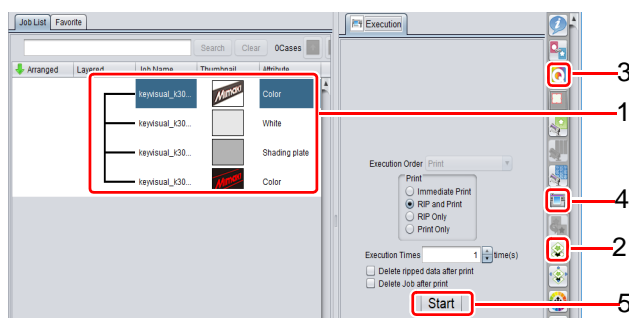 Job List Favorite
Search Clear 0Cases
Arranged Layered Job Name Thumbnail Attribute
keyvisual_k30... Mimaki Color
keyvisual_k30... White
keyvisual_k30... Shading plate
keyvisual_k30... Mimaki Color
Execution
Execution Order Print
Print
Immediate Print
RIP and Print
RIP Only
Print Only
Execution Times 1 time(s)
Delete ripped data after print
Delete Job after print
Start
3
1
4
2
5